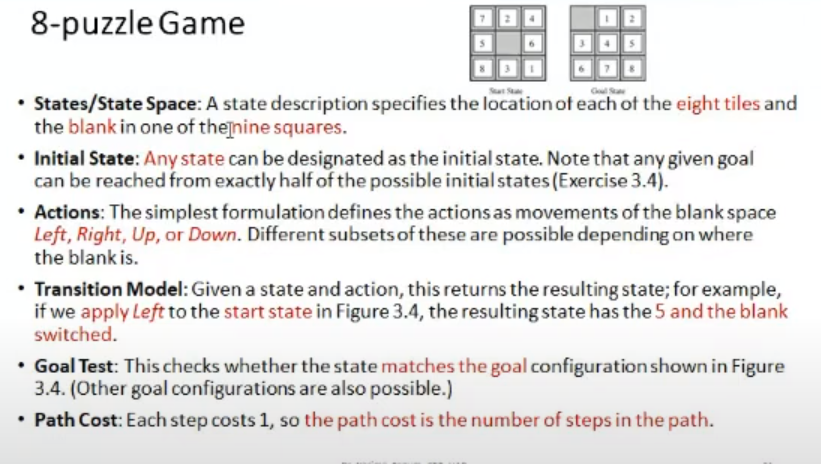 8-puzzle Game
7 2 4
5 6
8 3 1
Start State
1 2
3 4 5
6 7 8
Goal State
• States/State Space: A state description specifies the location of each of the eight tiles and
the blank in one of the nine squares.
• Initial State: Any state can be designated as the initial state. Note that any given goal
can be reached from exactly half of the possible initial states (Exercise 3.4).
• Actions: The simplest formulation defines the actions as movements of the blank space
Left, Right, Up, or Down. Different subsets of these are possible depending on where
the blank is.
• Transition Model: Given a state and action, this returns the resulting state; for example,
if we apply Left to the start state in Figure 3.4, the resulting state has the 5 and the blank
switched.
• Goal Test: This checks whether the state matches the goal configuration shown in Figure
3.4. (Other goal configurations are also possible.)
• Path Cost: Each step costs 1, so the path cost is the number of steps in the path.